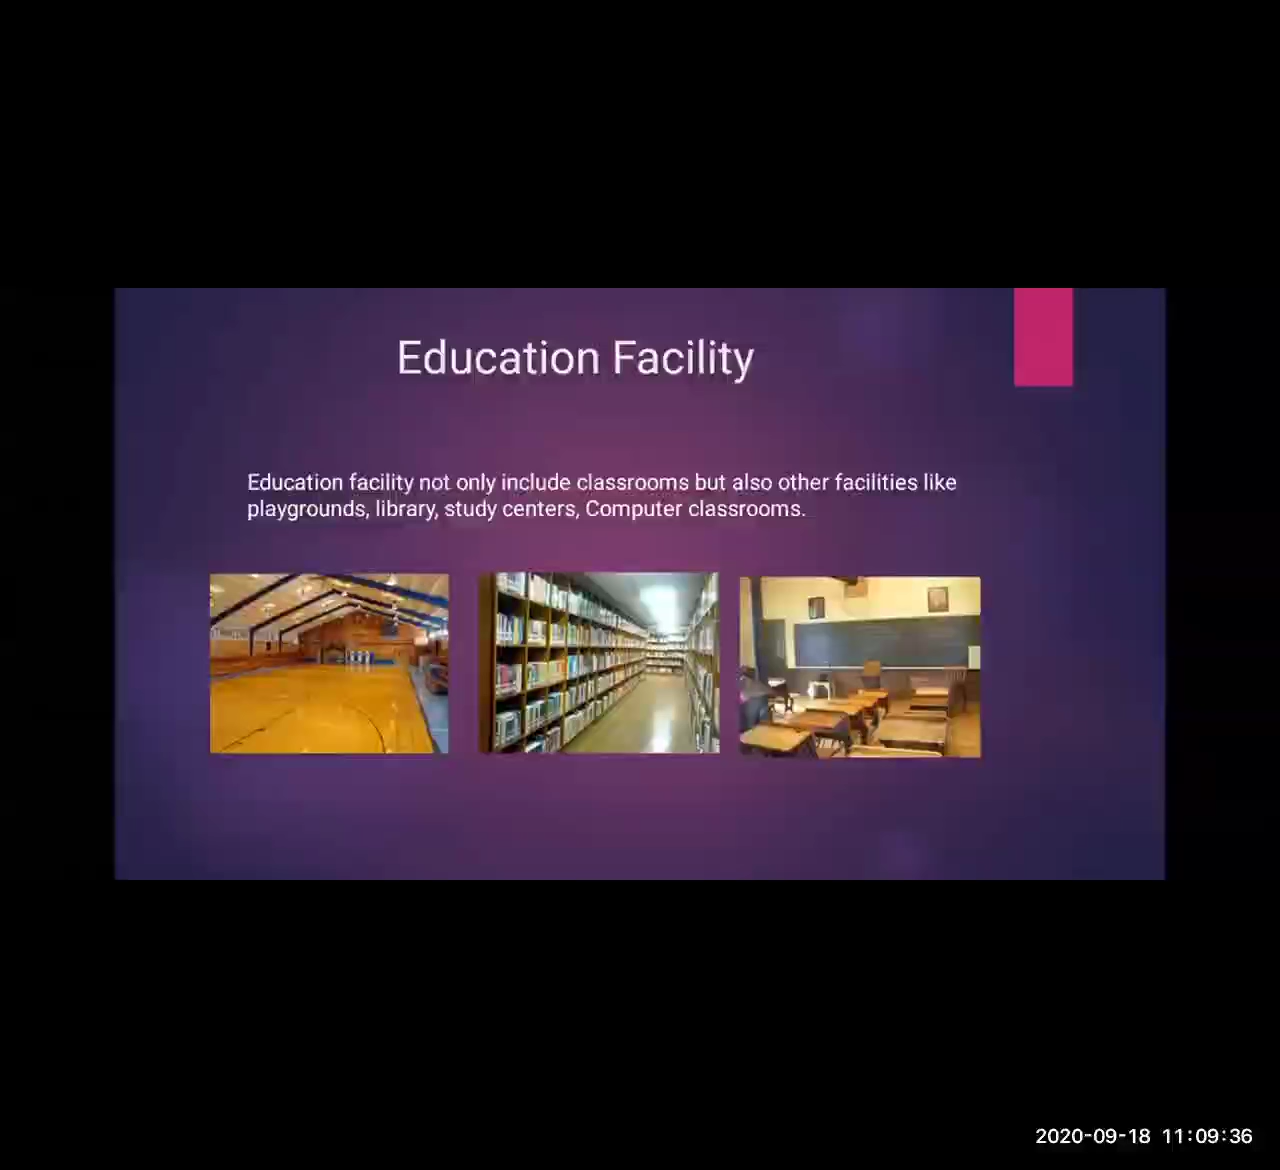 Education Facility
Education facility not only include classrooms but also other facilities like
playgrounds, library, study centers, Computer classrooms.
2020-09-18 11:09:36